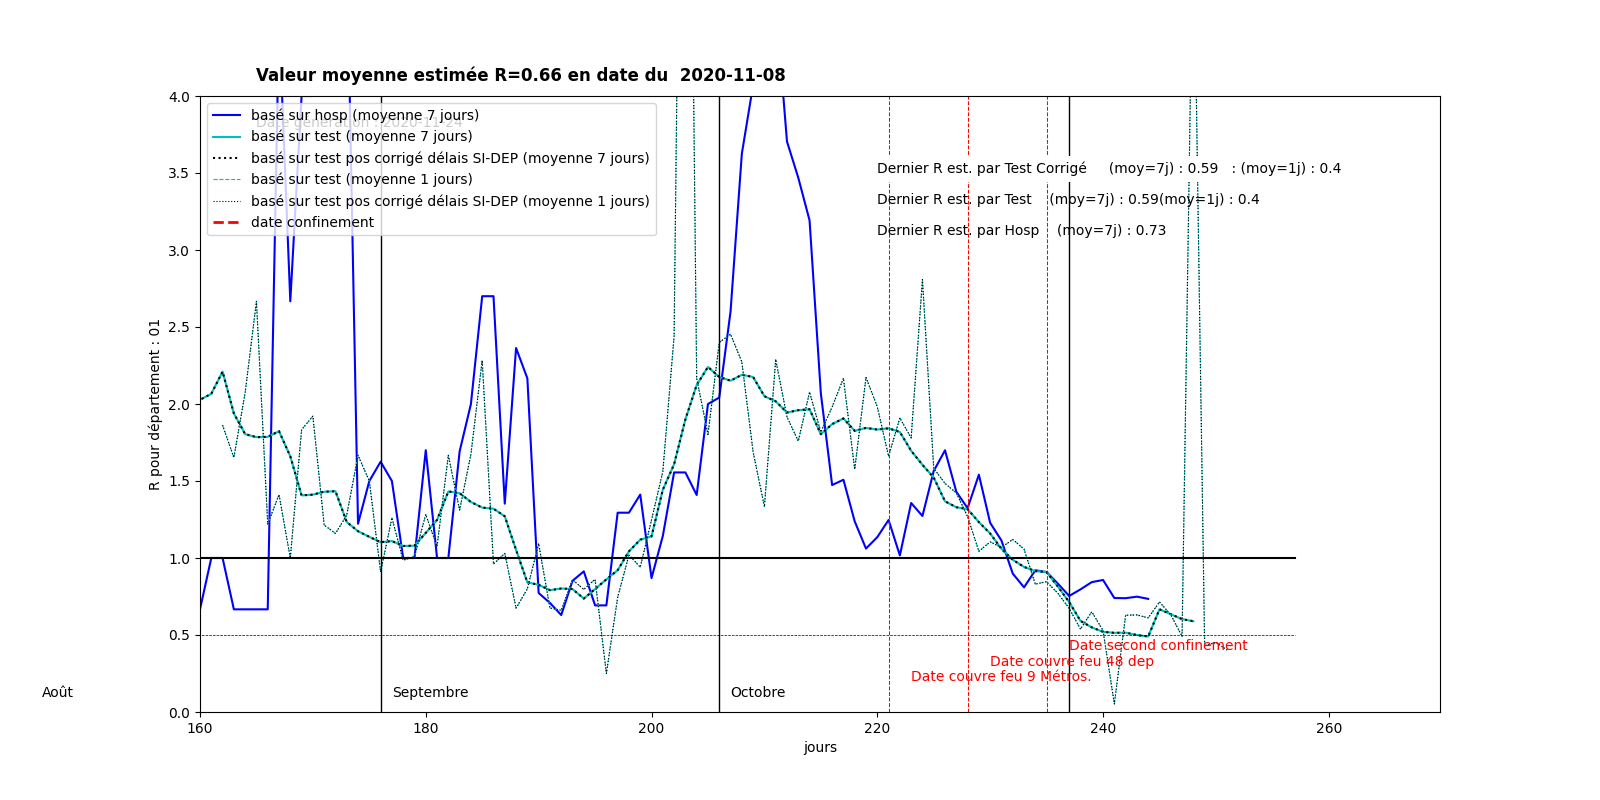 Valeur moyenne estimée R=0.66 en date du  2020-11-08
Date génération : 2020-11-24
basé sur hosp (moyenne 7 jours)
basé sur test (moyenne 7 jours)
basé sur test pos corrigé délais SI-DEP (moyenne 7 jours)
basé sur test (moyenne 1 jours)
basé sur test pos corrigé délais SI-DEP (moyenne 1 jours)
date confinement
Dernier R est. par Test Corrigé     (moy=7j) : 0.59   : (moy=1j) : 0.4
Dernier R est. par Test    (moy=7j) : 0.59(moy=1j) : 0.4
Dernier R est. par Hosp    (moy=7j) : 0.73
4.0
3.5
3.0
2.5
2.0
1.5
1.0
0.5
0.0
R pour département : 01
Date second confinement
Date couvre feu 48 dep
Date couvre feu 9 Métros.
Août
Septembre
Octobre
160
180
200
220
240
260
jours